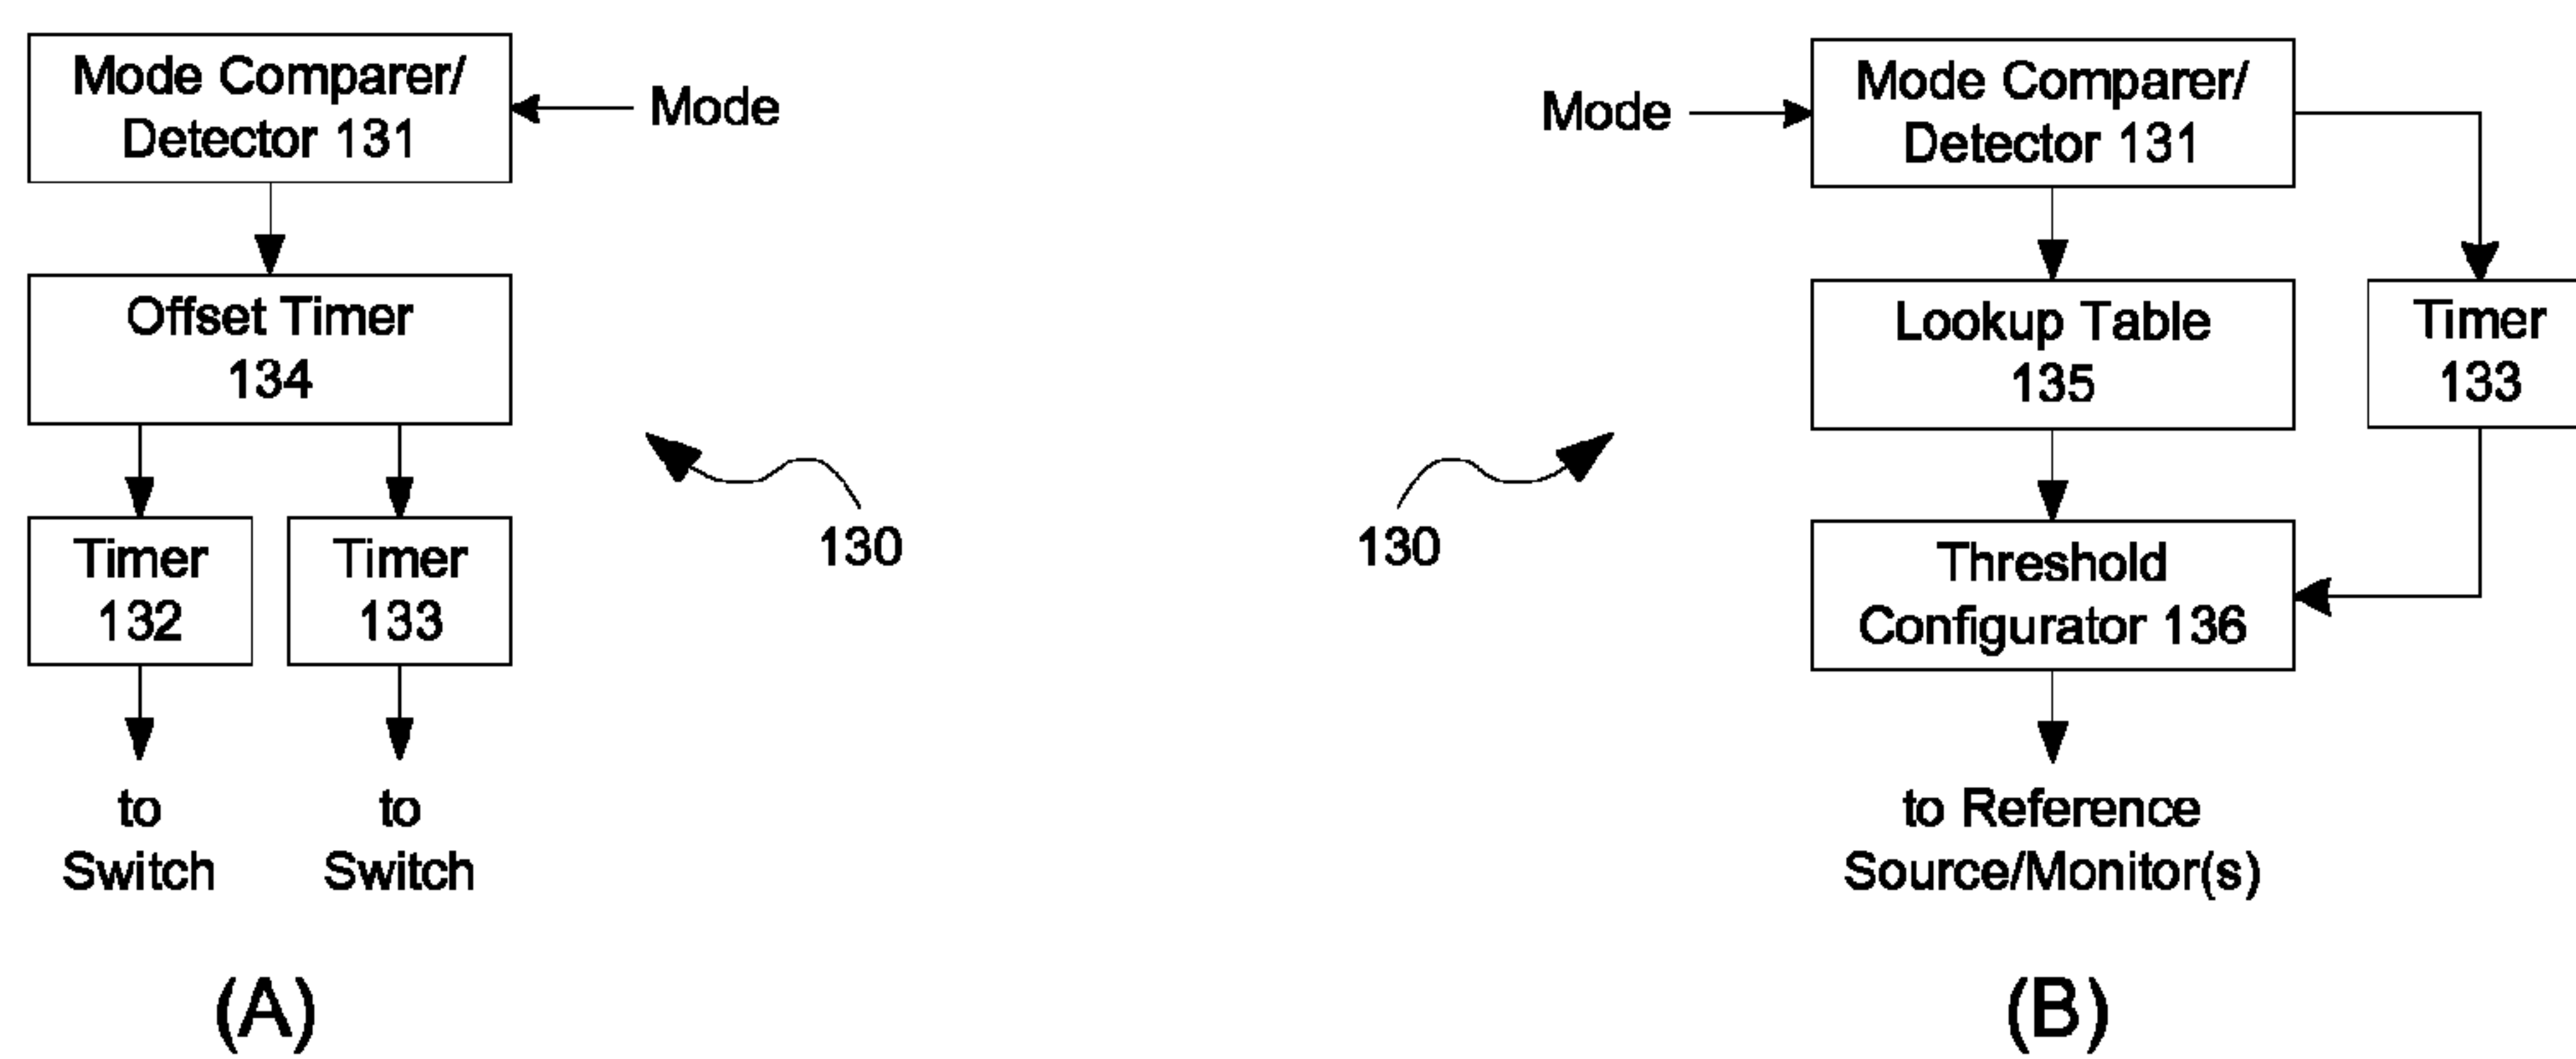 Mode Comparer/
Detector 131
Mode
Offset Timer
134
Timer
132
Timer
133
to
Switch
to
Switch
130
(A)
Mode
Mode Comparer/
Detector 131
Lookup Table
135
Timer
133
130
Threshold
Configurator 136
to Reference
Source/Monitor(s)
(B)